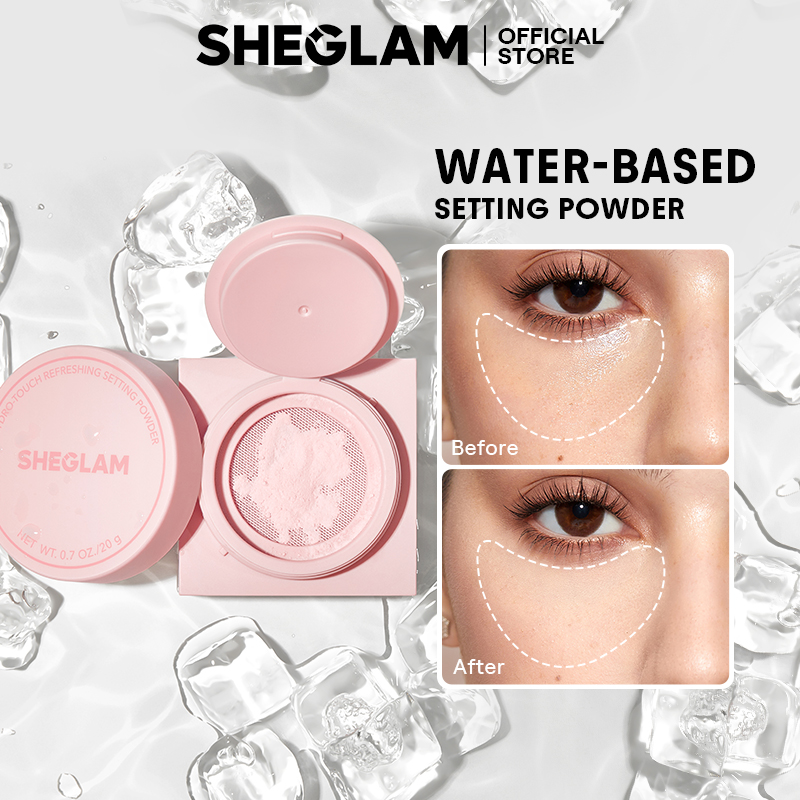 SHEGLAM
OFFICIAL
STORE
WATER-BASED
SETTING POWDER
TOUCH REFRESHING SETTING POWDER
SHEGLAM
NET WT. 0.7 OZ./20 g
Before
After